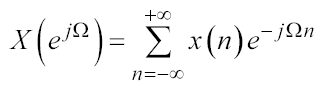 X(e^{jΩ}) = \sum_{n=-∞}^{+∞} x(n) e^{-jΩn}